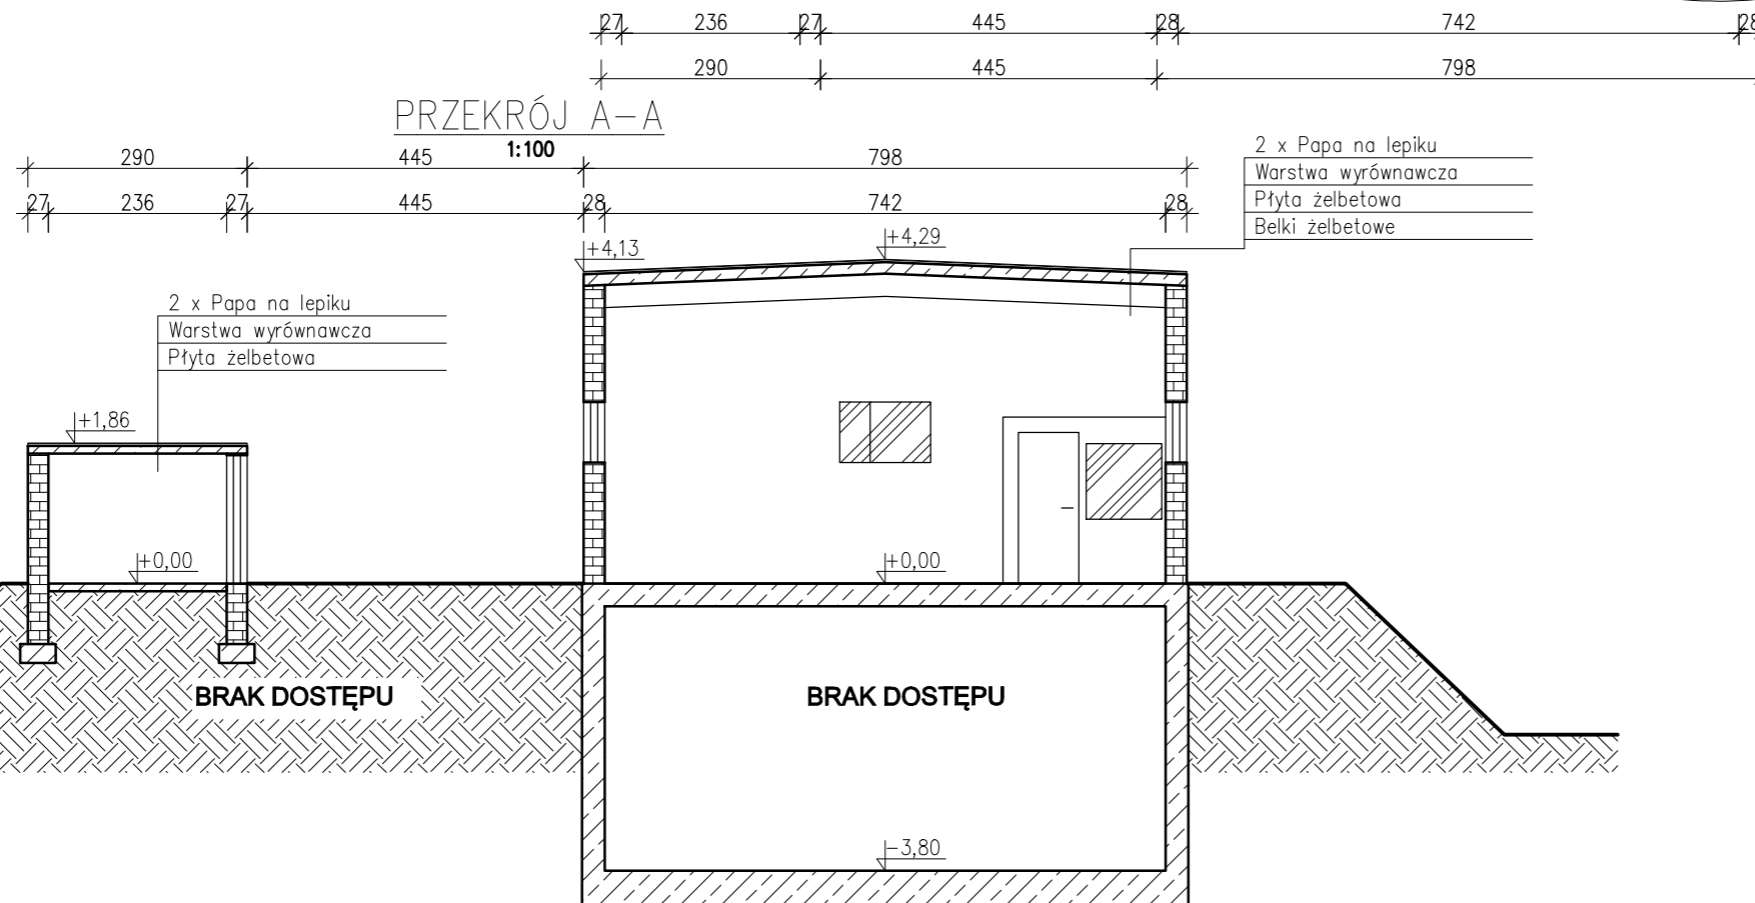 27 236 27 445 28 742 28
290 445 798
PRZEKRÓJ A-A
1:100
290 445 798
27 236 27 445 28 742 28
2 x Papa na lepiku
Warstwa wyrównawcza
Płyta żelbetowa
Belki żelbetowe
+4,13
+4,29
2 x Papa na lepiku
Warstwa wyrównawcza
Płyta żelbetowa
+1,86
+0,00
+0,00
BRAK DOSTĘPU
BRAK DOSTĘPU
-3,80